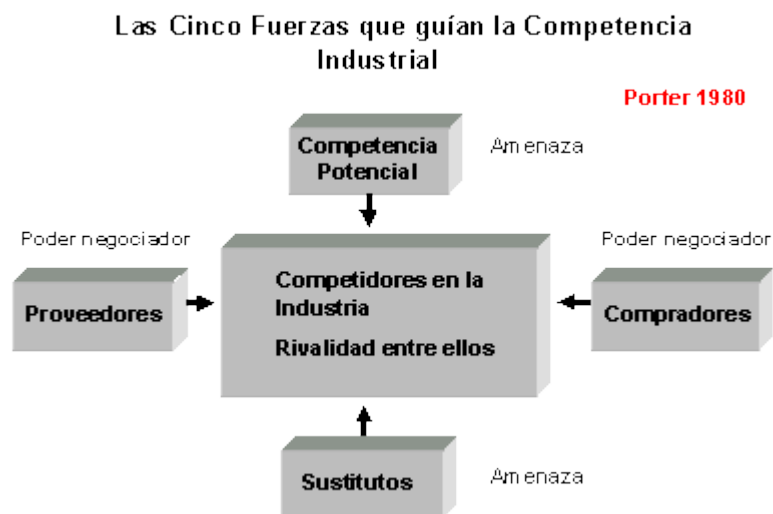 Las Cinco Fuerzas que guían la Competencia
Industrial
Porter 1980
Competencia
Potencial
Amenaza
Poder negociador
Poder negociador
Proveedores
Competidores en la
Industria
Rivalidad entre ellos
Compradores
Sustitutos
Amenaza